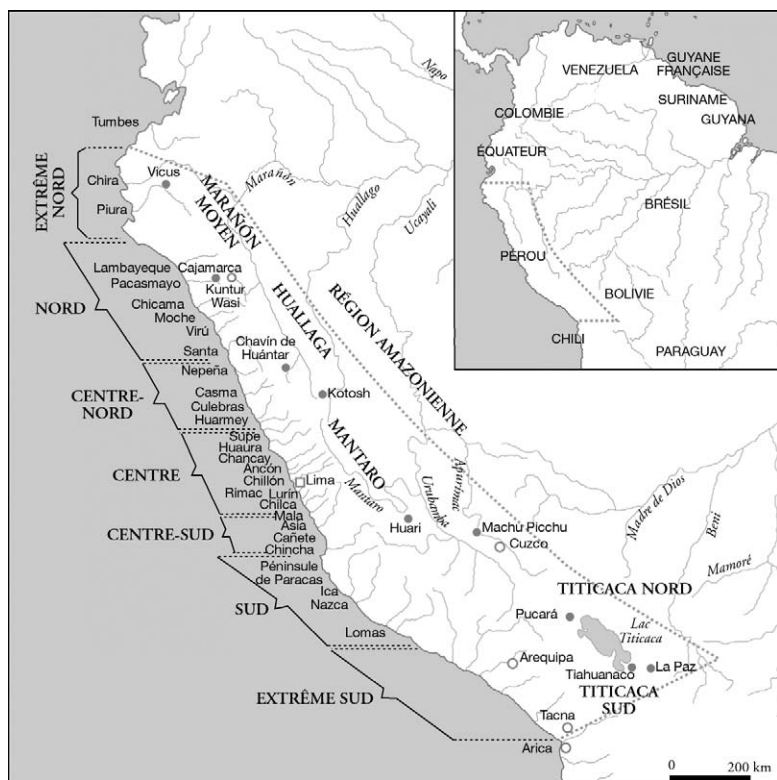 Tumbes
Chira
Piura
EXTRÊME
NORD
Vicus
MARAÑON
MOYEN
Marañón
Huallago
Ucayali
Napo
NORD
Lambayeque
Pacasmayo
Chicama
Moche
Virú
Santa
Cajamarca
Kuntur
Wasi
HUALLAGA
RÉGION AMAZONIENNE
Chavín de
Huántar
Kotosh
CENTRE-
NORD
Nepeña
Casma
Culebras
Huarmey
CENTRE
Supe
Huaura
Chancay
Ancón
Chillón
Rimac
Lurín
Chilca
Lima
MANTARO
Mantaro
Urubamba
Apurimac
Huari
Machu Picchu
Cuzco
Madre de Dios
Beni
Mamoré
CENTRE-SUD
Mala
Asia
Cañete
Chincha
SUD
Péninsule
de Paracas
Ica
Nazca
Lomas
EXTRÊME SUD
TITICACA NORD
Pucará
Lac
Titicaca
Arequipa
Tiahuanaco
La Paz
TITICACA
SUD
Tacna
Arica
0 200 km
VENEZUELA
GUYANE
FRANÇAISE
SURINAME
GUYANA
COLOMBIE
ÉQUATEUR
BRÉSIL
PÉROU
BOLIVIE
CHILI
PARAGUAY